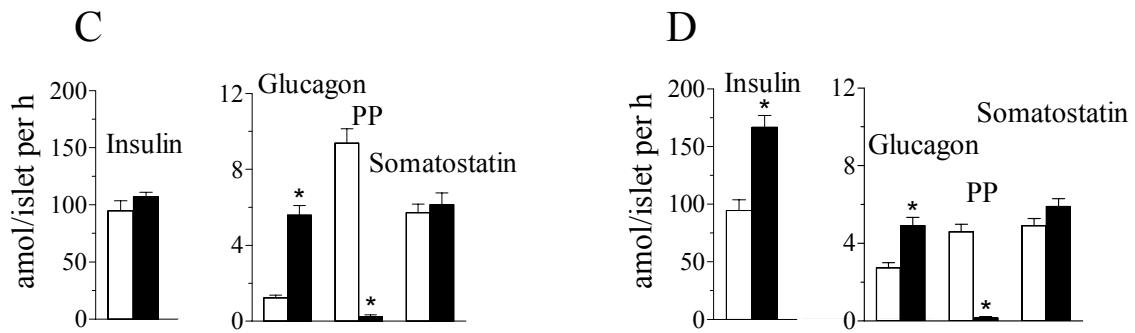 C
amol/islet per h
200
150
100
50
0
Insulin
12
8
4
0
Glucagon
PP
Somatostatin
*
*
D
amol/islet per h
200
150
100
50
0
Insulin
*
12
8
4
0
Somatostatin
Glucagon
PP
*
*